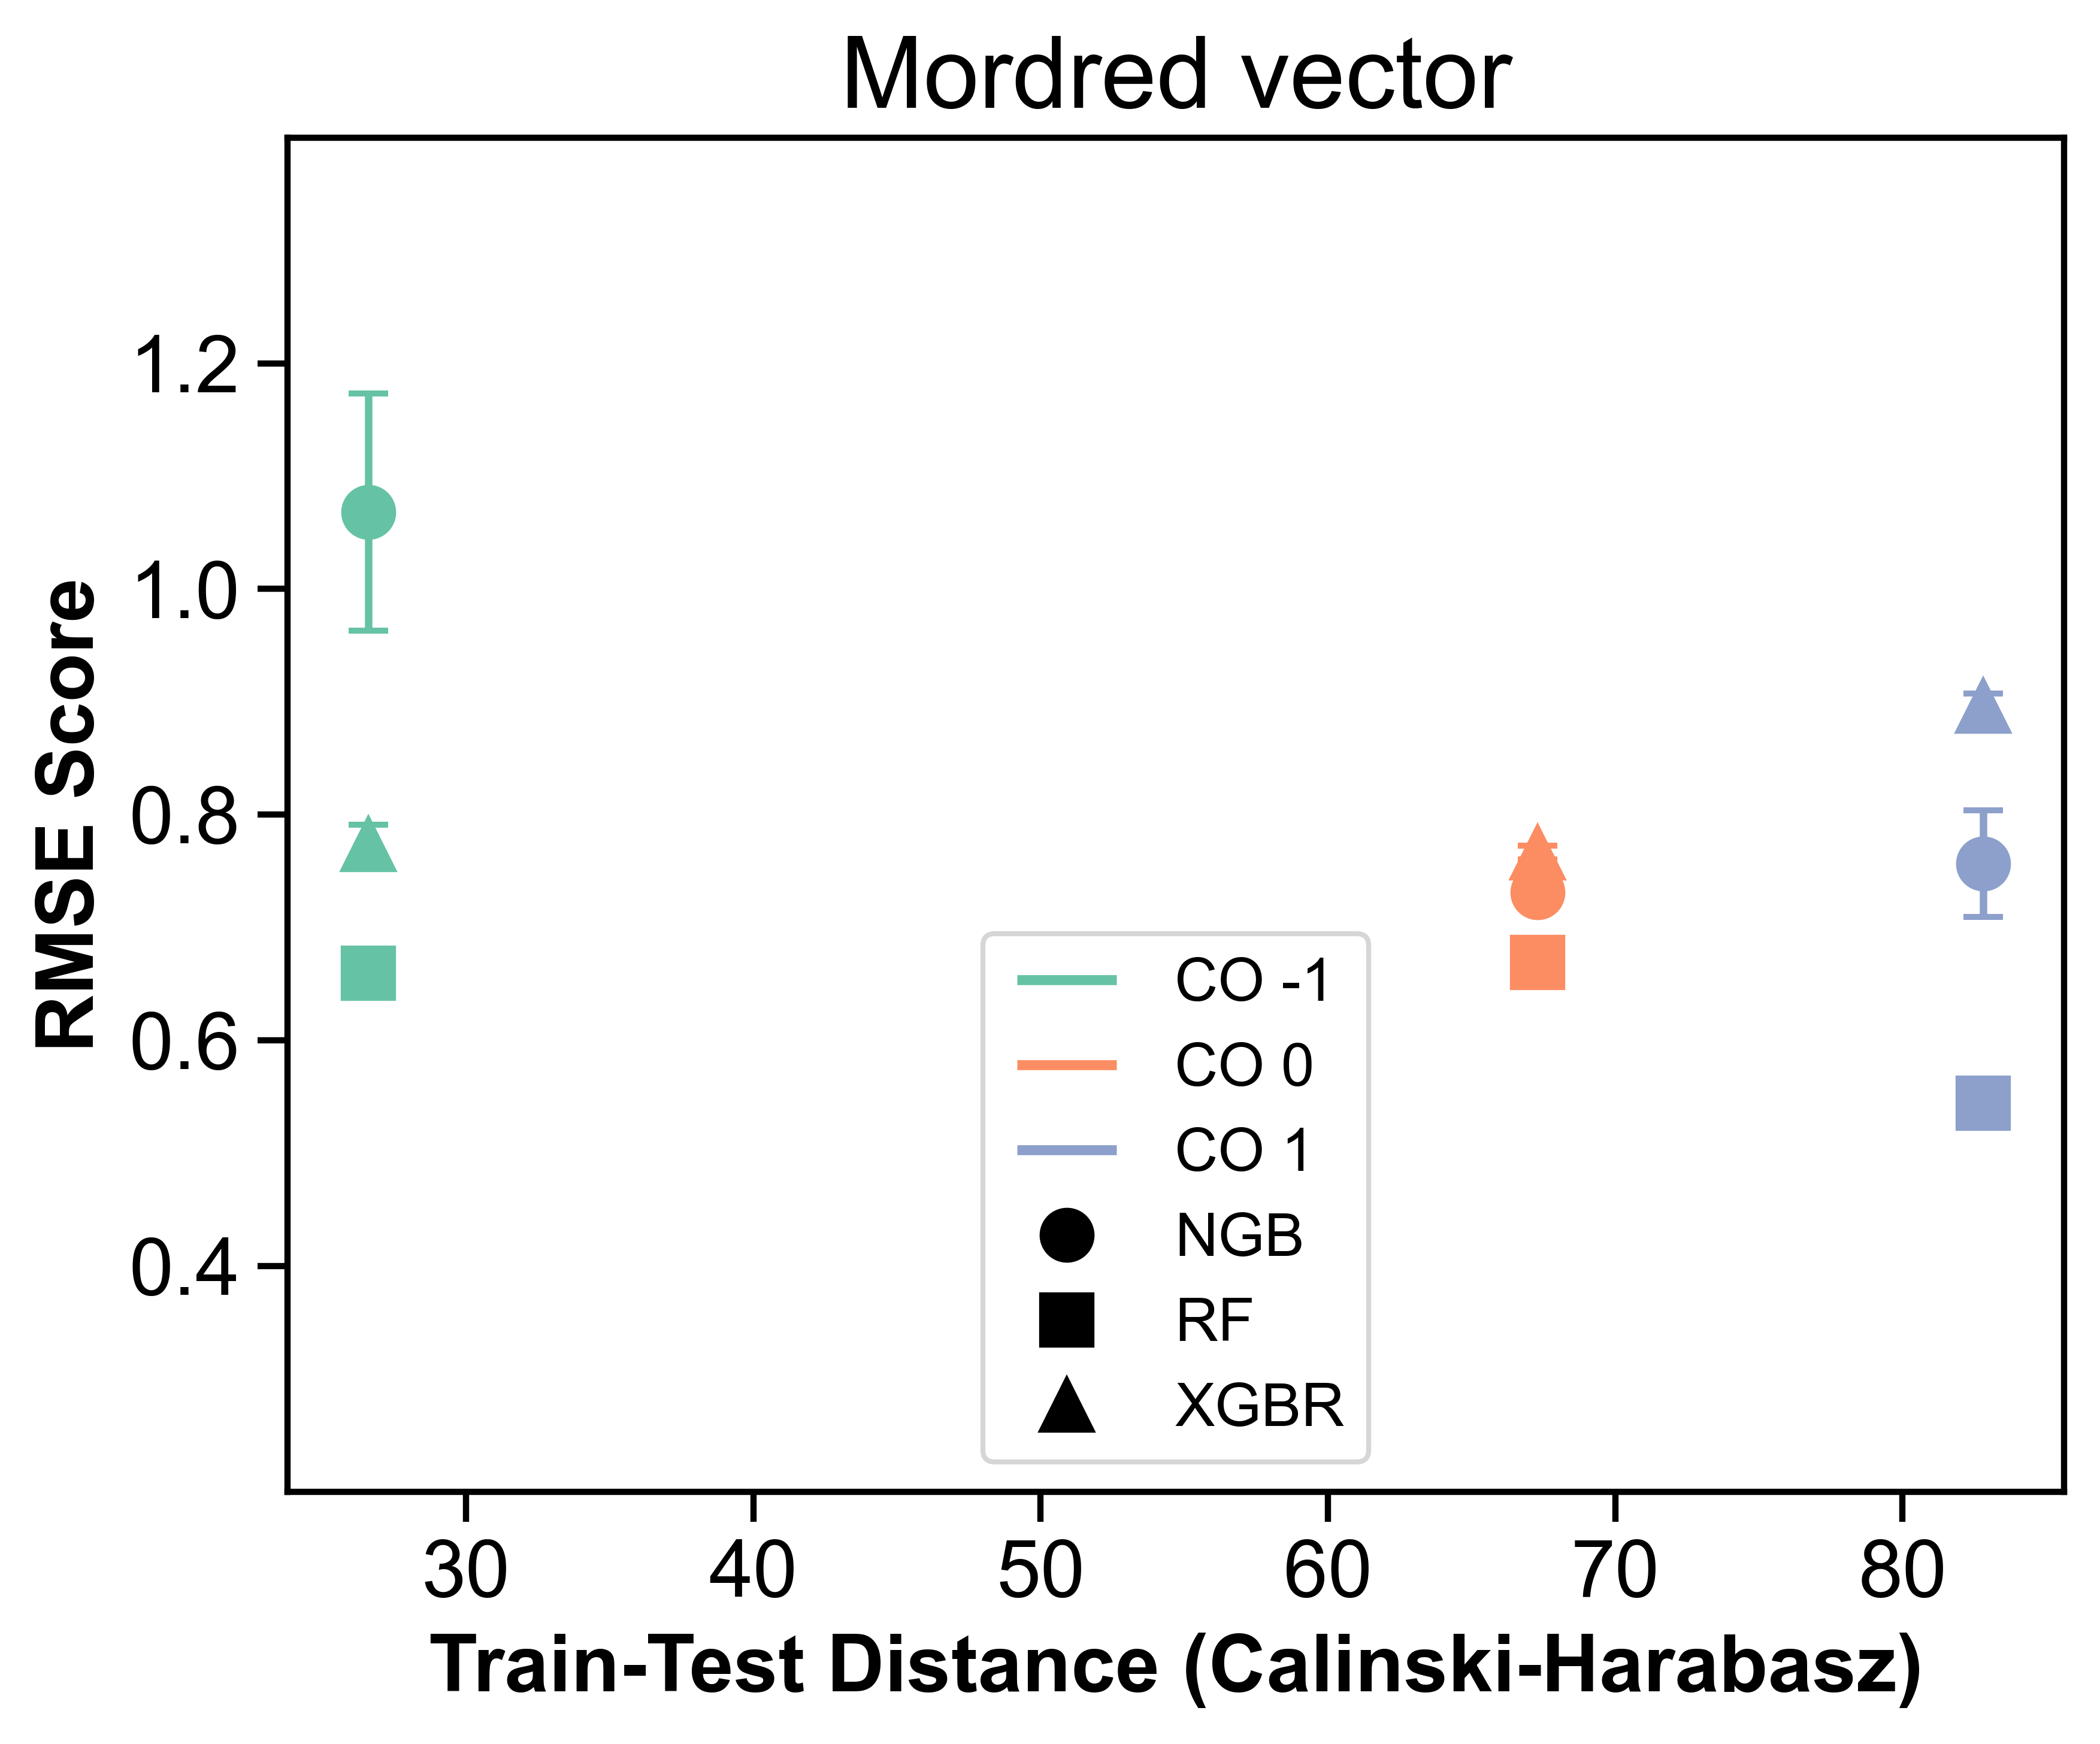 Mordred vector
RMSE Score
1.2
1.0
0.8
0.6
0.4
CO -1
CO 0
CO 1
NGB
RF
XGBR
30 40 50 60 70 80
Train-Test Distance (Calinski-Harabasz)